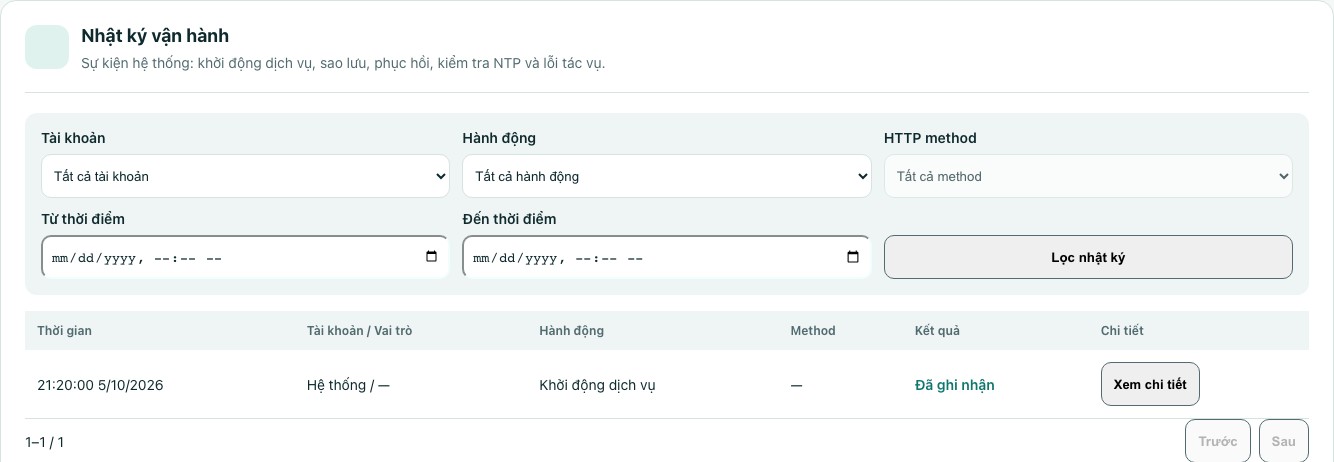 Nhật ký vận hành
Sự kiện hệ thống: khởi động dịch vụ, sao lưu, phục hồi, kiểm tra NTP và lỗi tác vụ.
Tài khoản Hành động HTTP method
Tất cả tài khoản Tất cả hành động Tất cả method
Từ thời điểm Đến thời điểm
mm/dd/yyyy, --:-- -- mm/dd/yyyy, --:-- -- Lọc nhật ký
Thời gian Tài khoản / Vai trò Hành động Method Kết quả Chi tiết
21:20:00 5/10/2026 Hệ thống / — Khởi động dịch vụ — Đã ghi nhận Xem chi tiết
1–1 / 1 Trước Sau